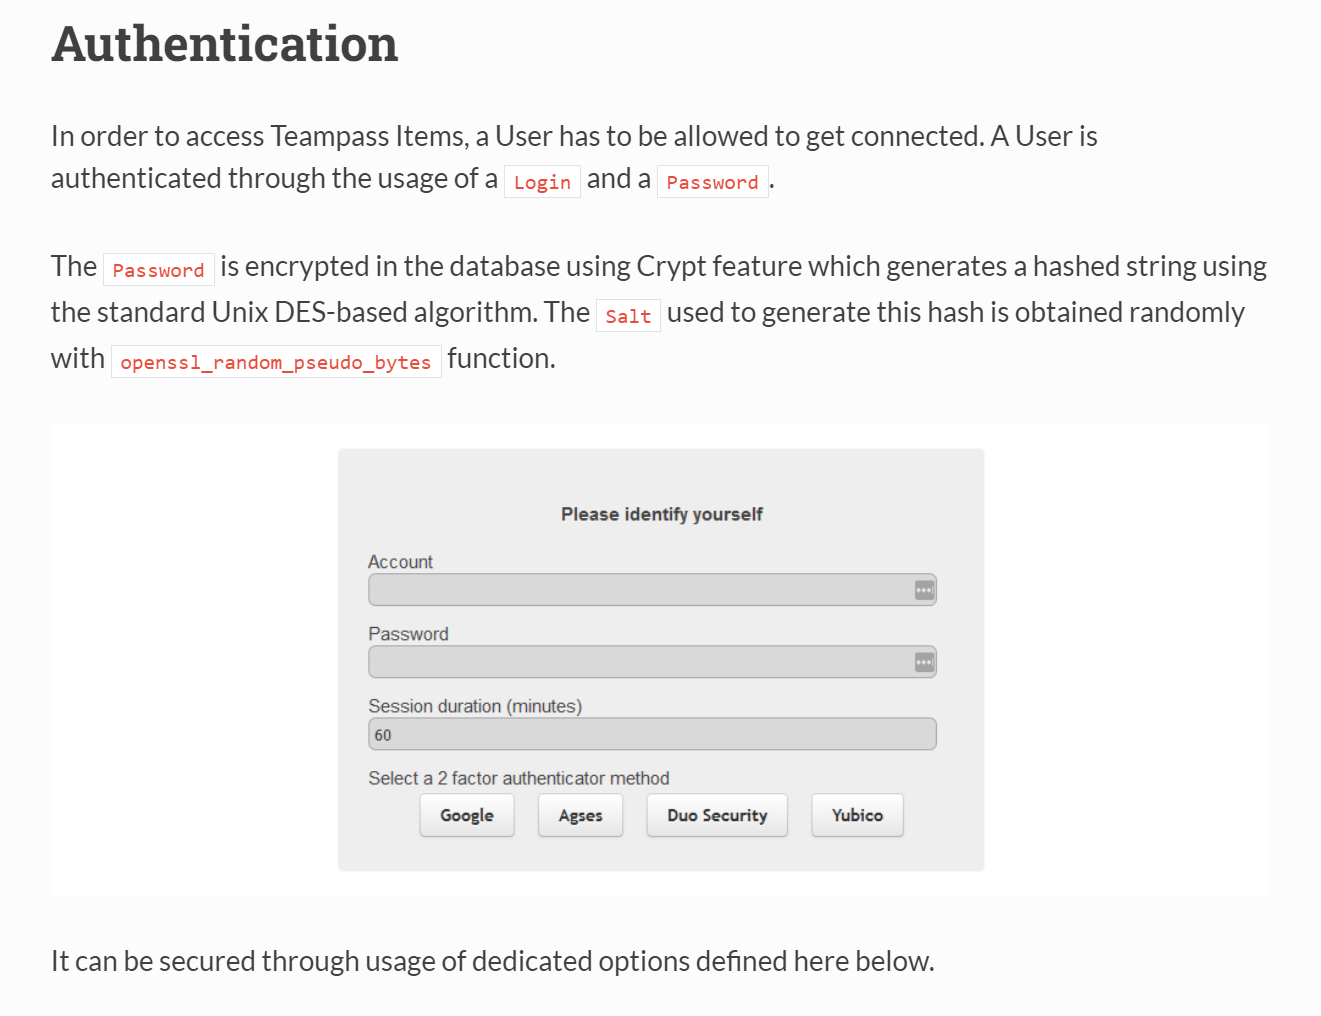 Authentication
In order to access Teampass Items, a User has to be allowed to get connected. A User is
authenticated through the usage of a Login and a Password.
The Password is encrypted in the database using Crypt feature which generates a hashed string using
the standard Unix DES-based algorithm. The Salt used to generate this hash is obtained randomly
with openssl_random_pseudo_bytes function.
Please identify yourself
Account
Password
Session duration (minutes)
60
Select a 2 factor authenticator method
Google Agses Duo Security Yubico
It can be secured through usage of dedicated options defined here below.